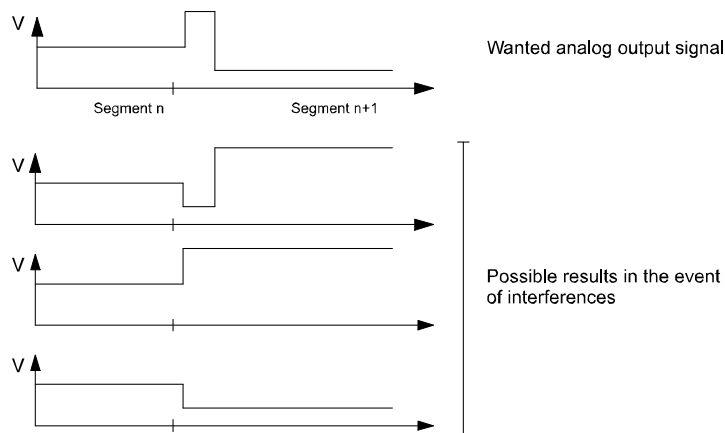 V
Wanted analog output signal
Segment n
Segment n+1
V
V
Possible results in the event
of interferences
V